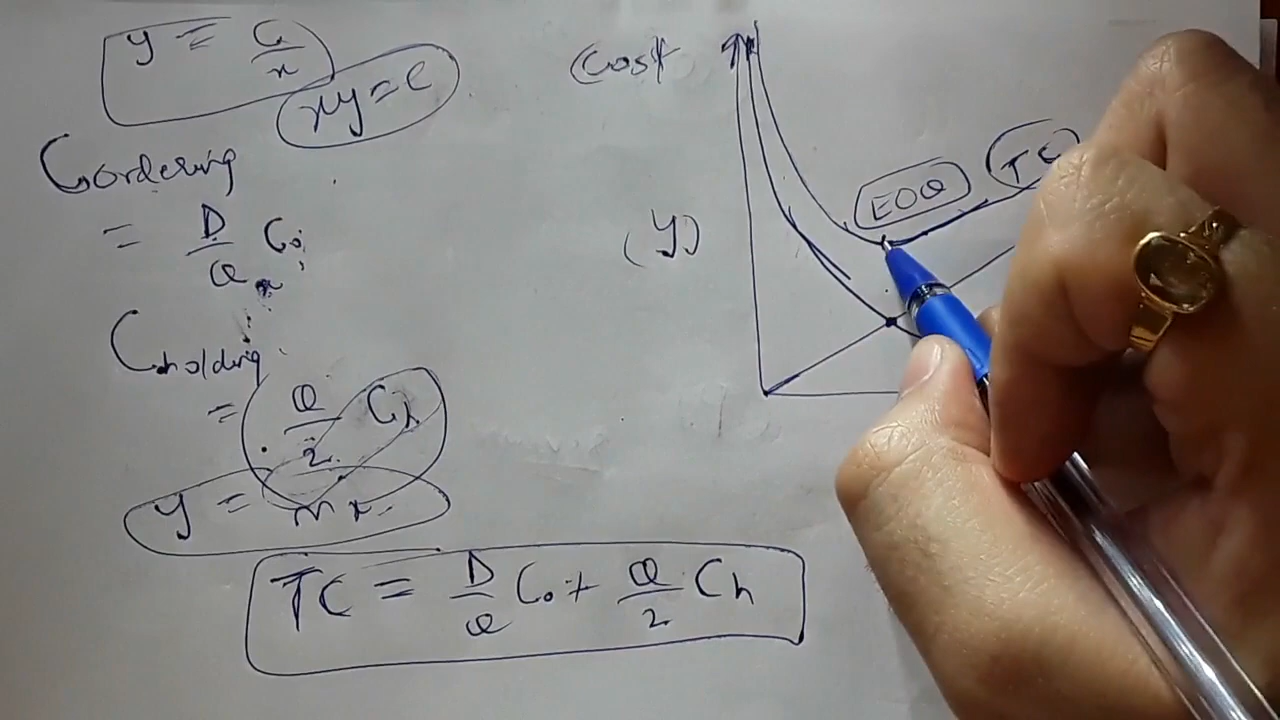 y = C/x
xy = C
Cordering
= D/Q Co
Cholding
= Q/2 Ch
y = mx
TC = D/Q Co + Q/2 Ch
Cost
(y)
EOQ
TC